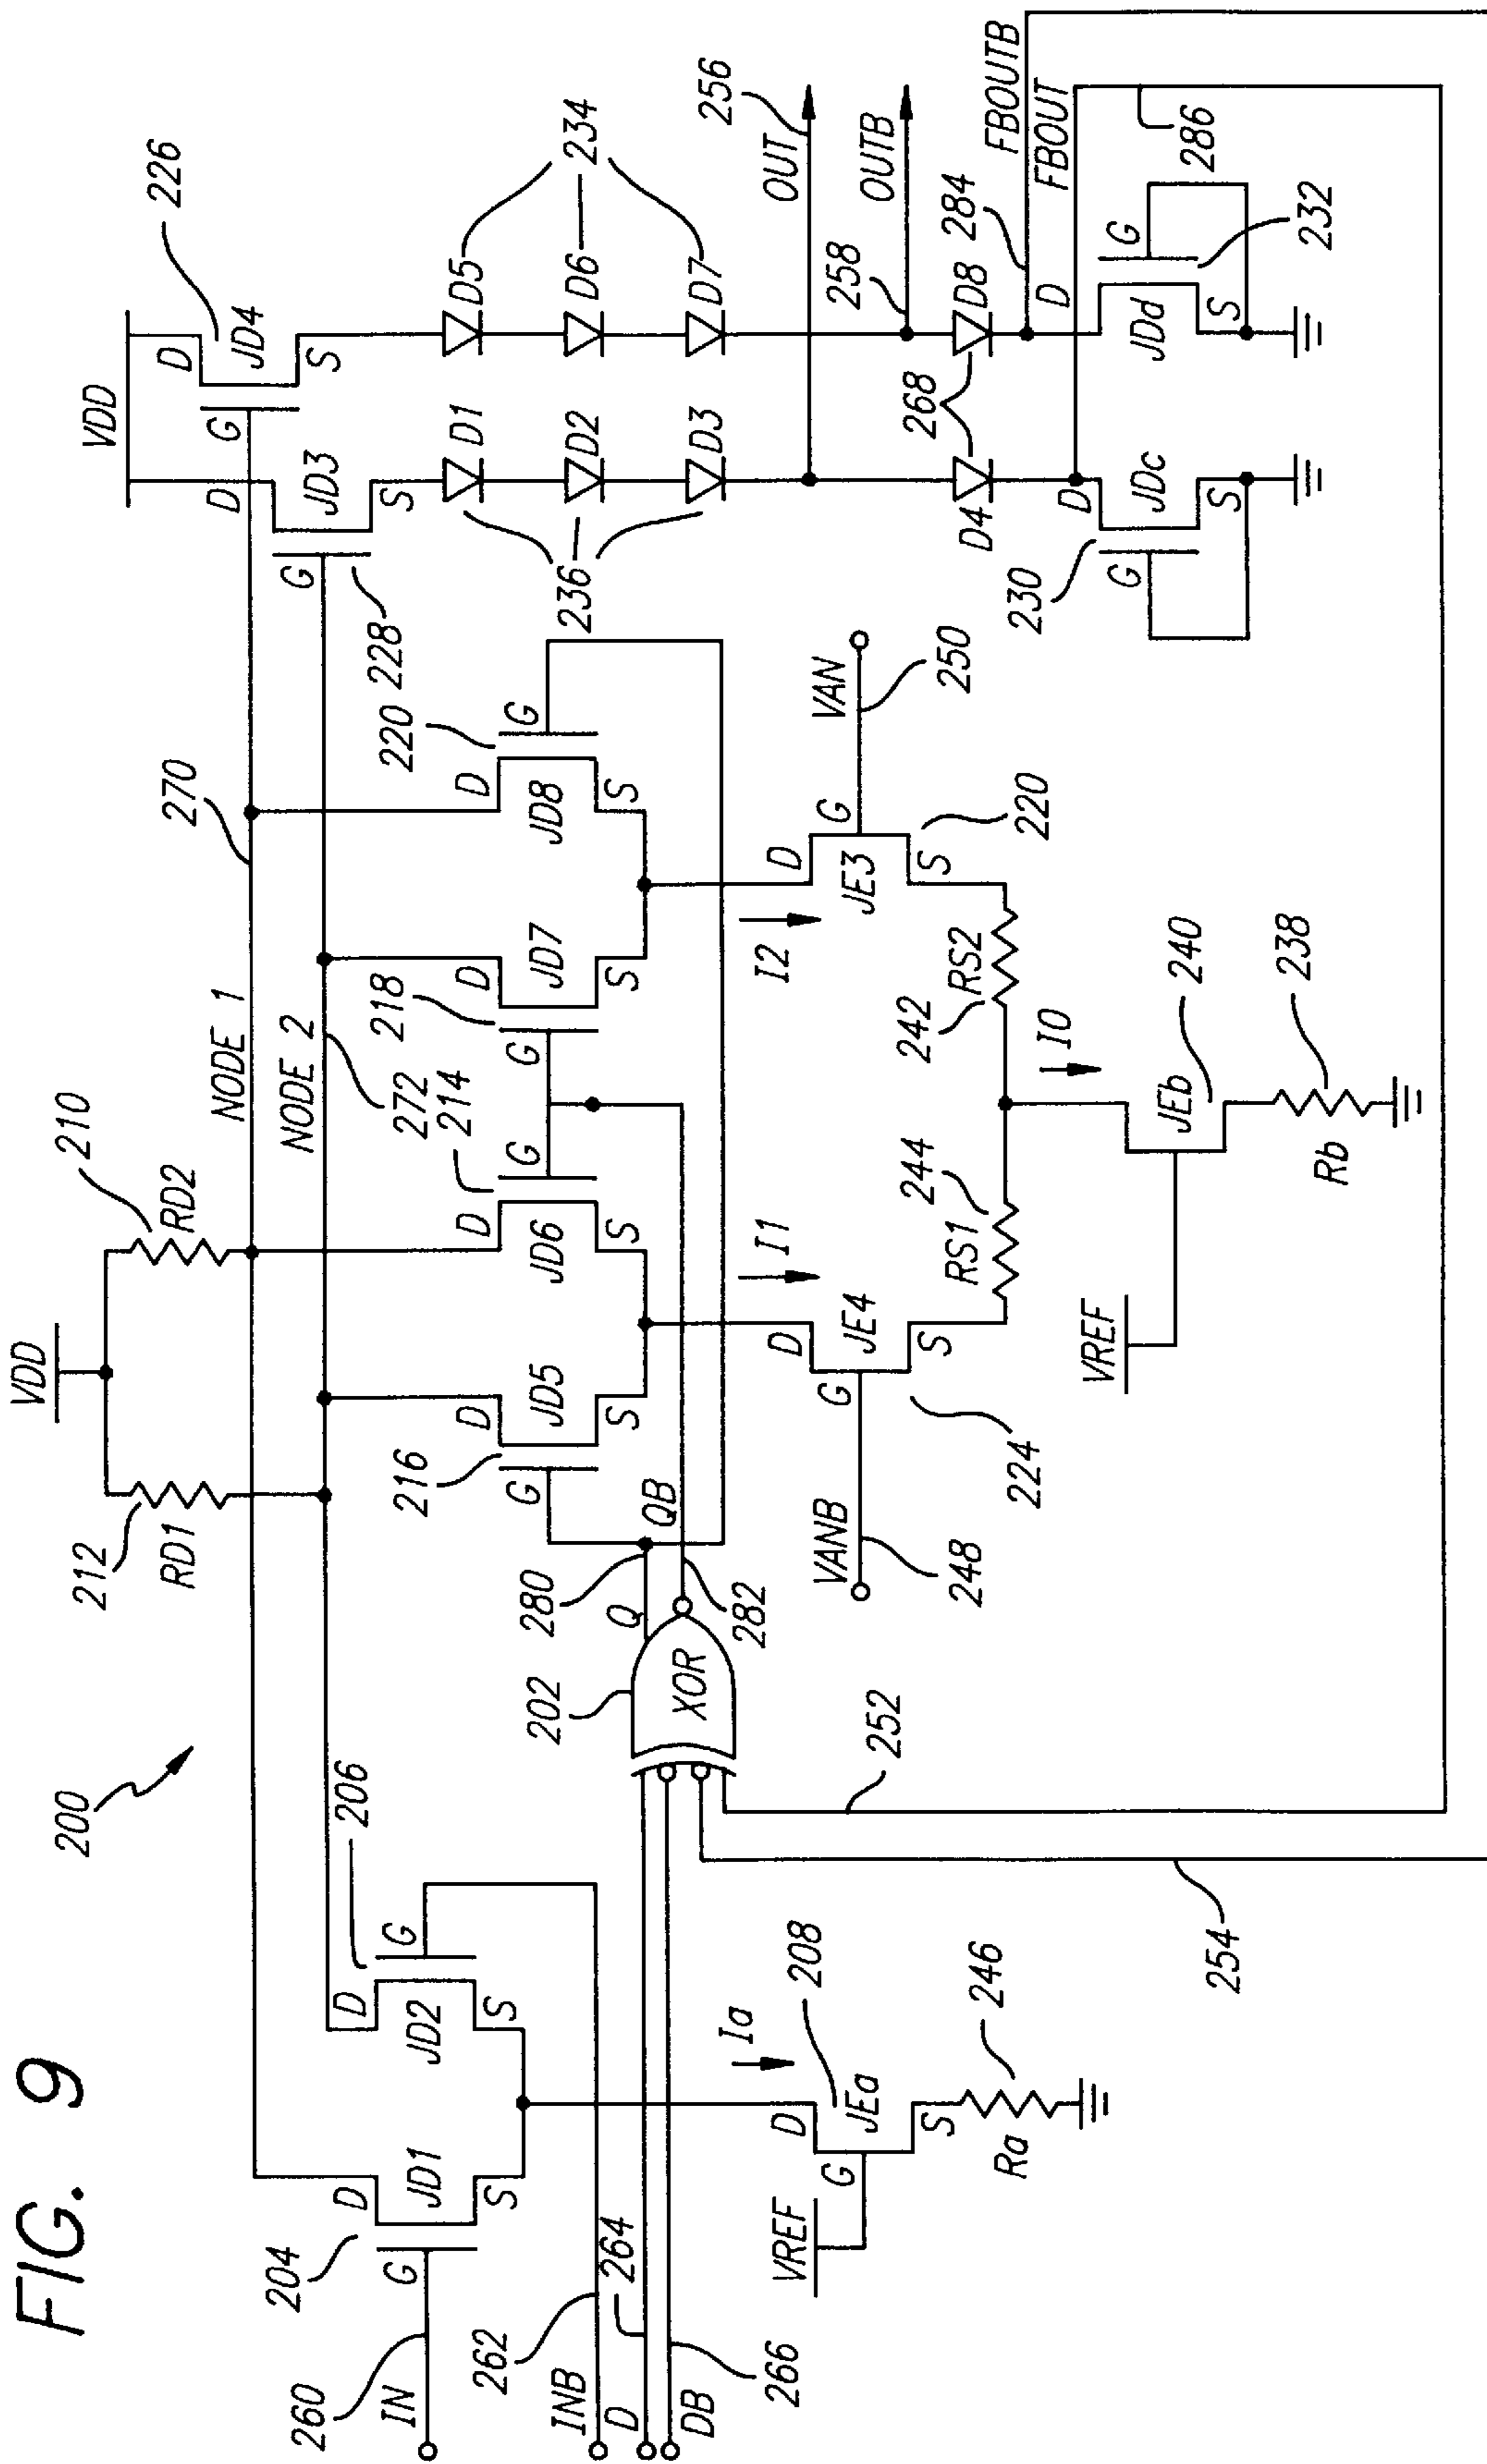 FIG. 9
200
VDD
212
RD1
210
RD2
NODE 1
270
NODE 2
272
VDD
226
D
G
JD4
S
D
JD3
G
S
228
D1
D5
D2
D6
D3
D7
236
234
204
G
D
JD1
S
206
D
G
JD2
S
260
IN
262
INB
264
D
266
DB
216
G
D
JD5
S
214
G
D
JD6
S
218
G
D
JD7
S
220
G
D
JD8
S
202
XOR
280
Q
QB
282
Ia
208
D
JEa
G
S
VREF
246
Ra
VANB
248
I1
D
JE4
G
S
224
I2
D
JE3
G
S
220
VAN
250
244
RS1
242
RS2
I0
VREF
JEb
240
Rb
238
OUT
256
OUTB
258
268
D4
D8
284
FBOUTB
FBOUT
286
D
D
230
G
JDc
S
JDd
G
S
232
252
254